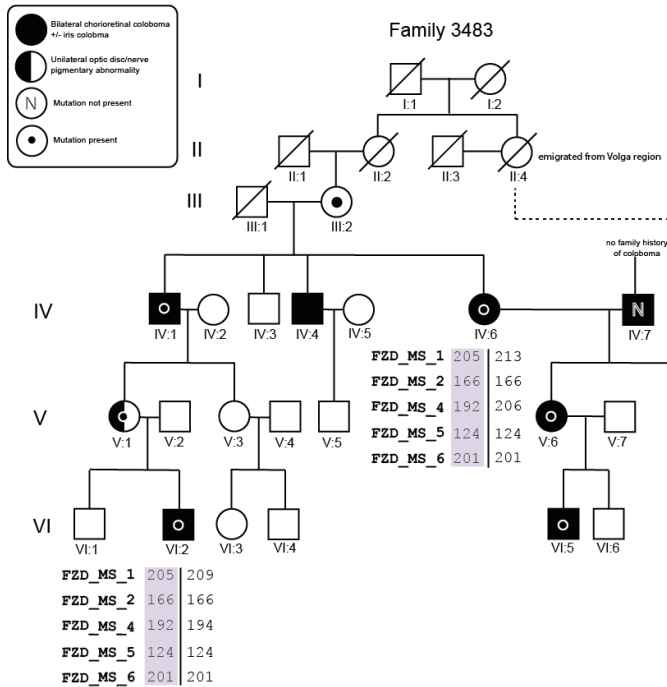 Bilateral chorioretinal coloboma
+/- iris colobma
Unilateral optic disc/nerve
pigmentary abnormality
N
Mutation not present
Mutation present
Family 3483
I
I:1
I:2
II
II:1
II:2
II:3
II:4
emigrated from Volga region
III
III:1
III:2
no family history
of coloboma
IV
N
IV:1
IV:2
IV:3
IV:4
IV:5
IV:6
IV:7
FZD_MS_1 205 213
FZD_MS_2 166 166
FZD_MS_4 192 206
FZD_MS_5 124 124
FZD_MS_6 201 201
V
V:1
V:2
V:3
V:4
V:5
V:6
V:7
VI
VI:1
VI:2
VI:3
VI:4
VI:5
VI:6
FZD_MS_1 205 209
FZD_MS_2 166 166
FZD_MS_4 192 194
FZD_MS_5 124 124
FZD_MS_6 201 201